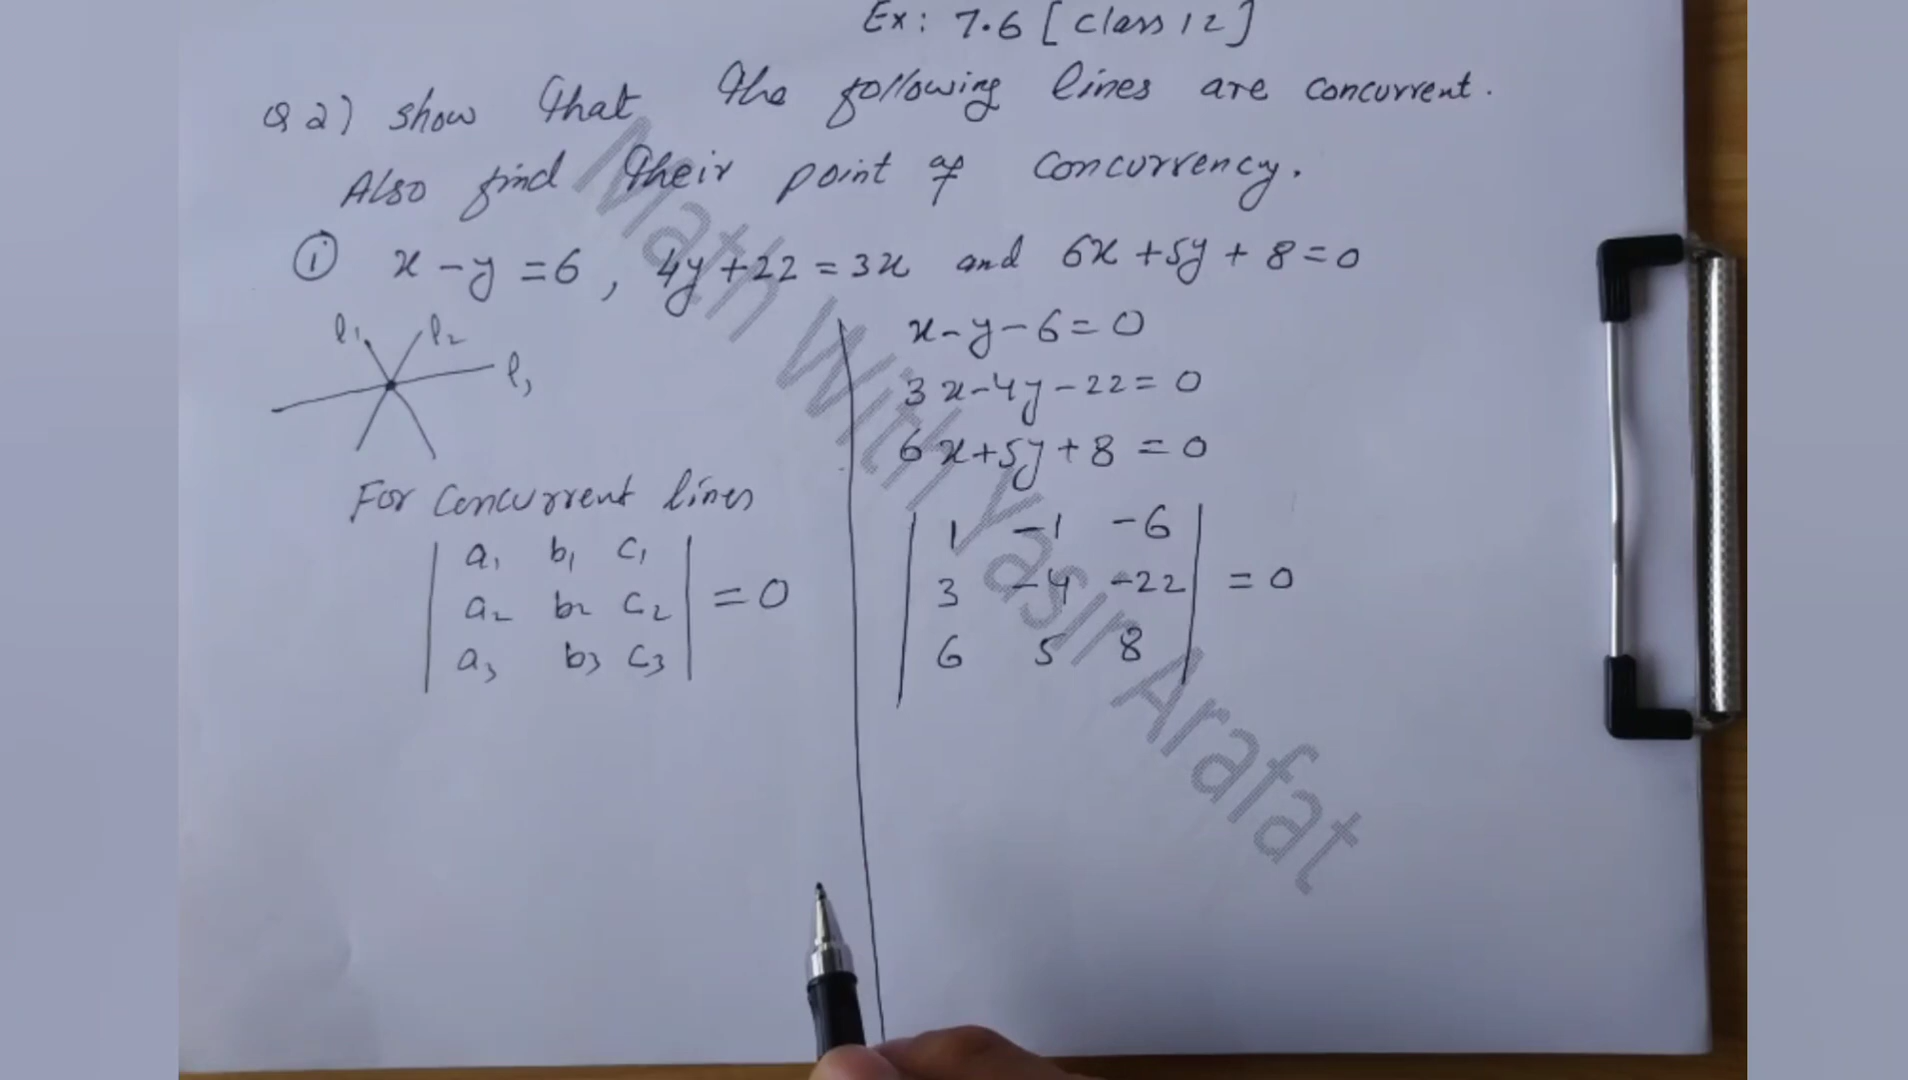 Ex: 7.6 [class 12]
Q2) show that the following lines are concurrent.
Also find their point of concurrency.
① x - y = 6, 4y + 22 = 3x and 6x + 5y + 8 = 0
l₁ l₂
l₃
For concurrent lines
| a₁ b₁ c₁ |
| a₂ b₂ c₂ | = 0
| a₃ b₃ c₃ |
x - y - 6 = 0
3x - 4y - 22 = 0
6x + 5y + 8 = 0
| 1 -1 -6 |
| 3 -4 -22 | = 0
| 6 5 8 |
Math With Yasir Arafat